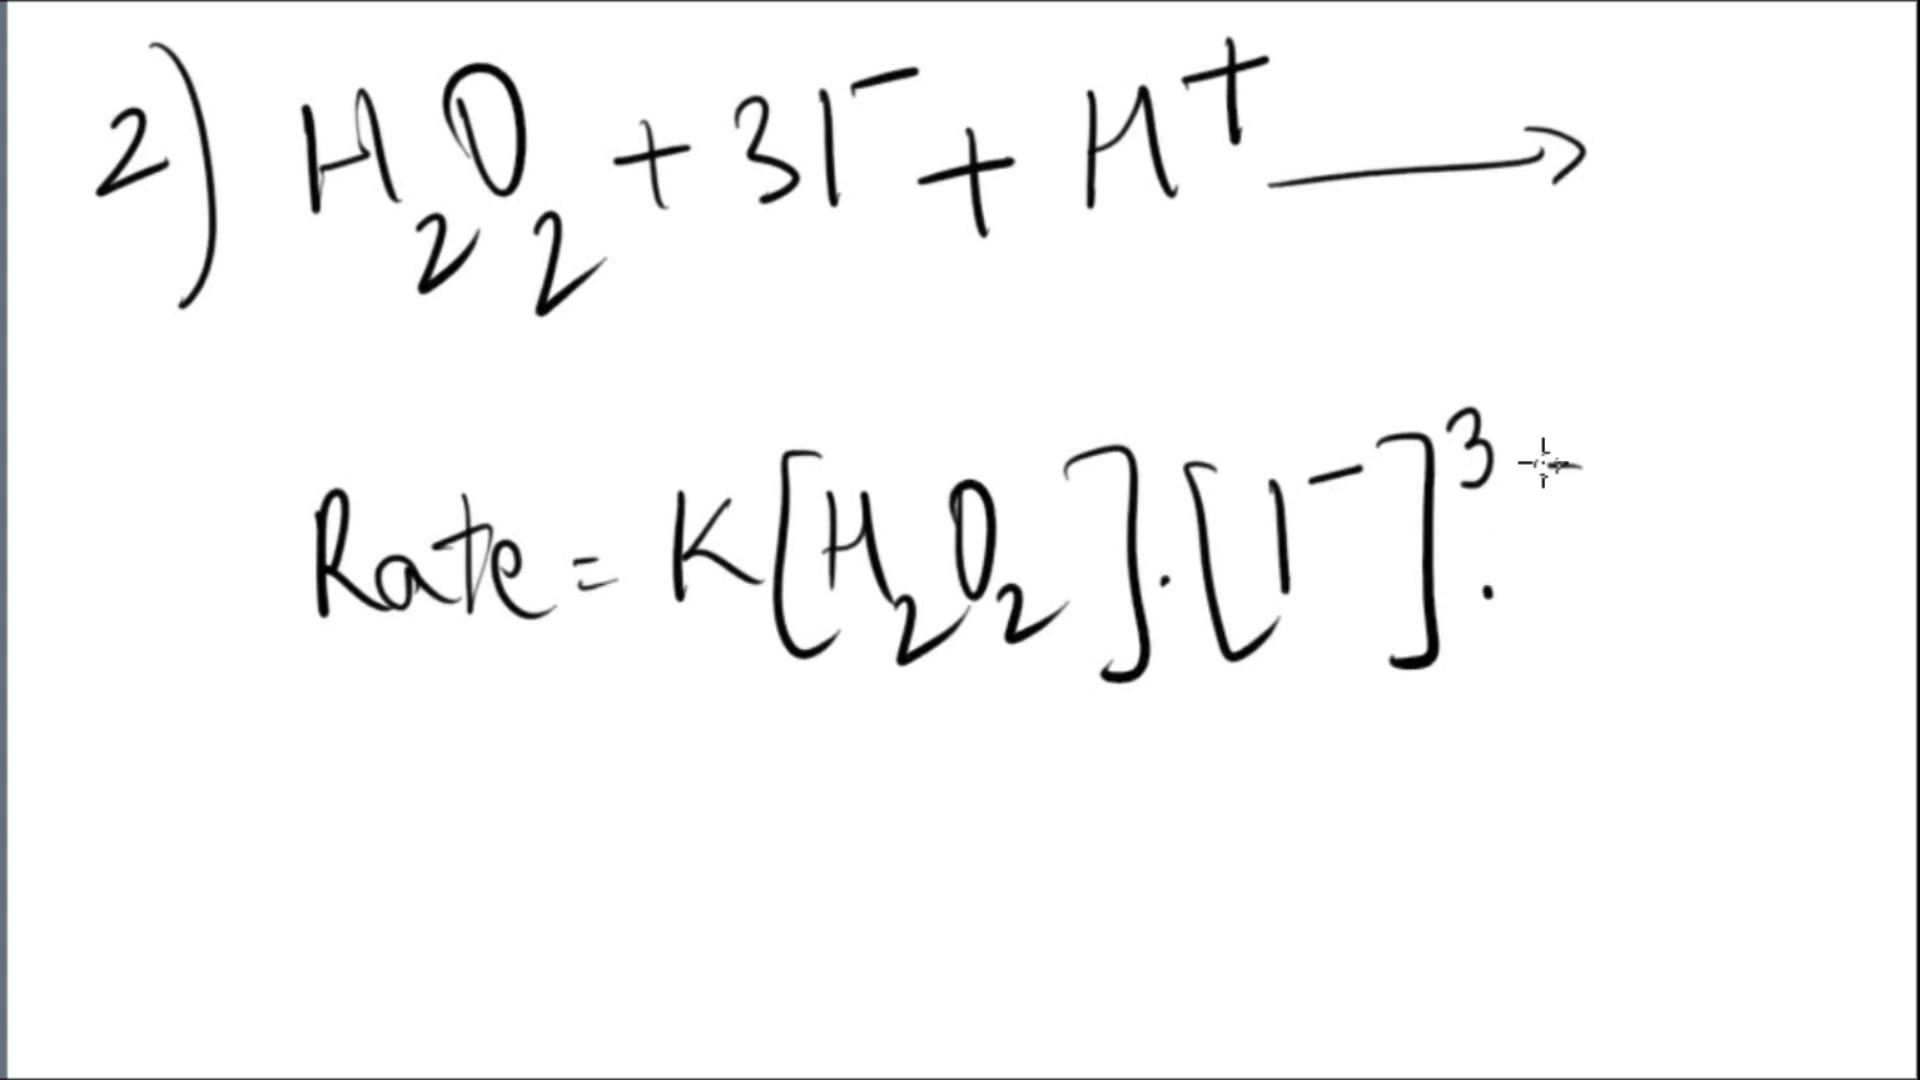 2) H₂O₂ + 3I⁻ + H⁺ →
Rate = K[H₂O₂].[I⁻]³.